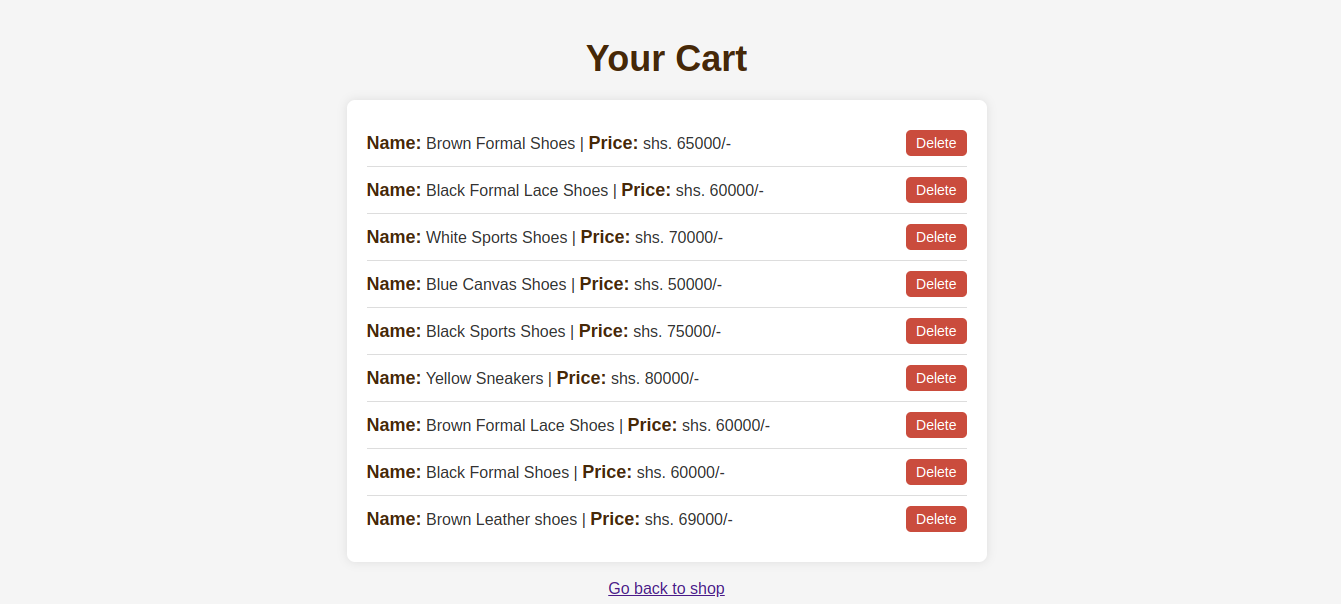 Your Cart
Name: Brown Formal Shoes | Price: shs. 65000/- Delete
Name: Black Formal Lace Shoes | Price: shs. 60000/- Delete
Name: White Sports Shoes | Price: shs. 70000/- Delete
Name: Blue Canvas Shoes | Price: shs. 50000/- Delete
Name: Black Sports Shoes | Price: shs. 75000/- Delete
Name: Yellow Sneakers | Price: shs. 80000/- Delete
Name: Brown Formal Lace Shoes | Price: shs. 60000/- Delete
Name: Black Formal Shoes | Price: shs. 60000/- Delete
Name: Brown Leather shoes | Price: shs. 69000/- Delete
Go back to shop